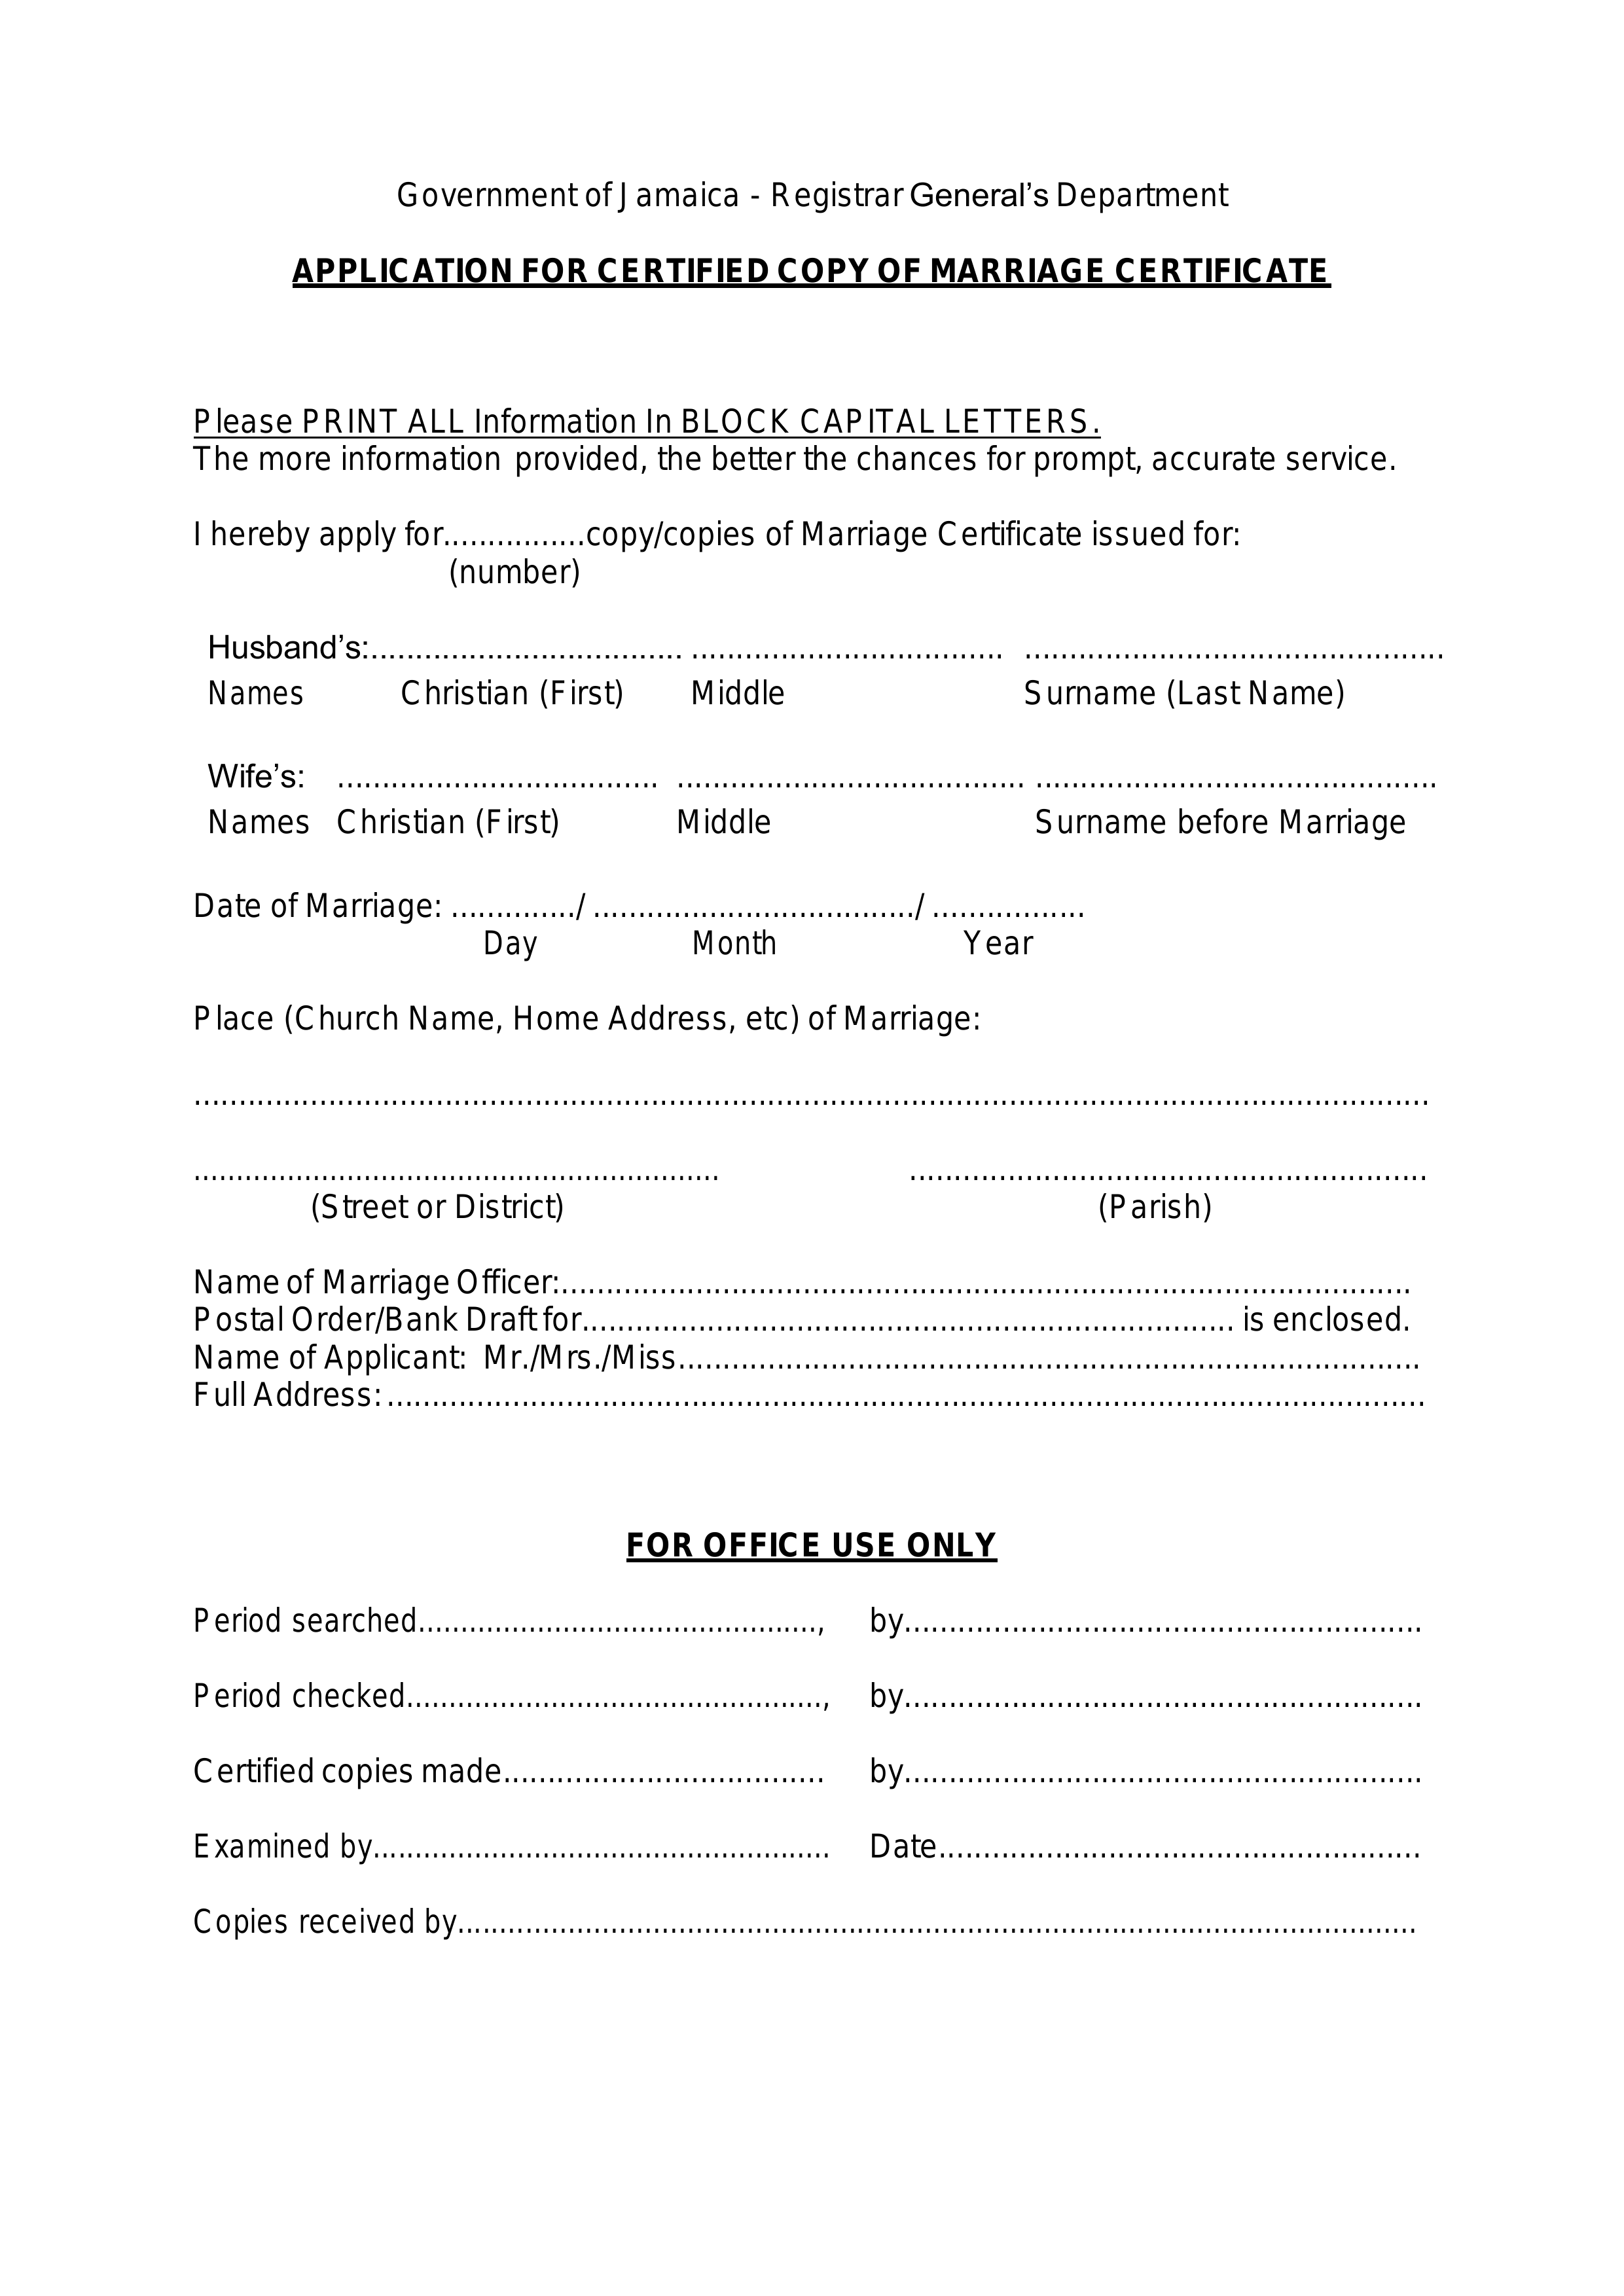 Government of Jamaica - Registrar General’s Department
APPLICATION FOR CERTIFIED COPY OF MARRIAGE CERTIFICATE
Please PRINT ALL Information In BLOCK CAPITAL LETTERS.
The more information provided, the better the chances for prompt, accurate service.
I hereby apply for................copy/copies of Marriage Certificate issued for:
(number)
Husband’s:................................... ................................... ...............................................
Names Christian (First) Middle Surname (Last Name)
Wife’s: .................................... ....................................... .............................................
Names Christian (First) Middle Surname before Marriage
Date of Marriage: ............../ ..................................../ .................
Day Month Year
Place (Church Name, Home Address, etc) of Marriage:
..........................................................................................................................................
........................................................... ..........................................................
(Street or District) (Parish)
Name of Marriage Officer:...............................................................................................
Postal Order/Bank Draft for......................................................................... is enclosed.
Name of Applicant: Mr./Mrs./Miss...................................................................................
Full Address:....................................................................................................................
FOR OFFICE USE ONLY
Period searched.............................................., by..........................................................
Period checked..............................................., by..........................................................
Certified copies made.................................... by..........................................................
Examined by.................................................... Date......................................................
Copies received by...........................................................................................................